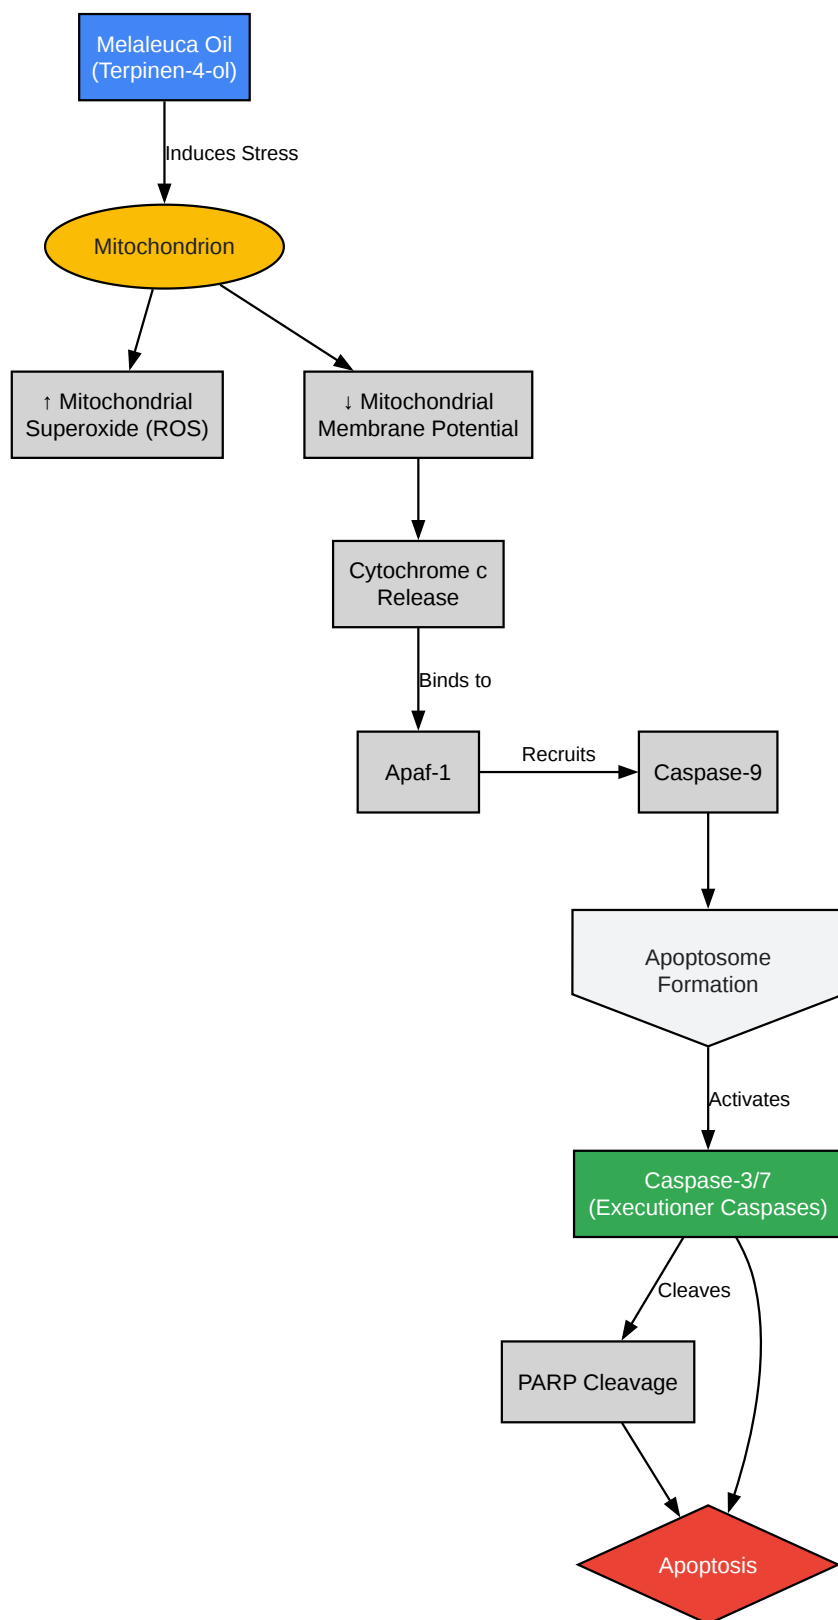 Melaleuca Oil
(Terpinen-4-ol)
Induces Stress
Mitochondrion
↑ Mitochondrial
Superoxide (ROS)
↓ Mitochondrial
Membrane Potential
Cytochrome c
Release
Binds to
Apaf-1
Recruits
Caspase-9
Apoptosome
Formation
Activates
Caspase-3/7
(Executioner Caspases)
Cleaves
PARP Cleavage
Apoptosis